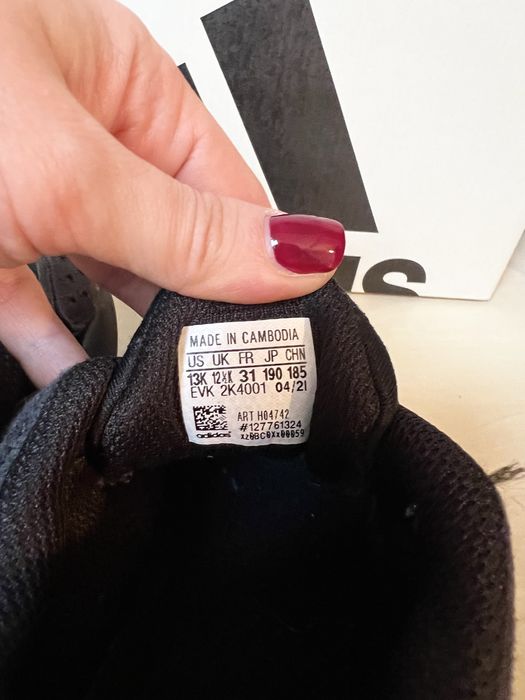 MADE IN CAMBODIA
US UK FR JP CHN
13K 12½K 31 190 185
EVK 2K4001 04/21
ART H04742
#127761324
adidas